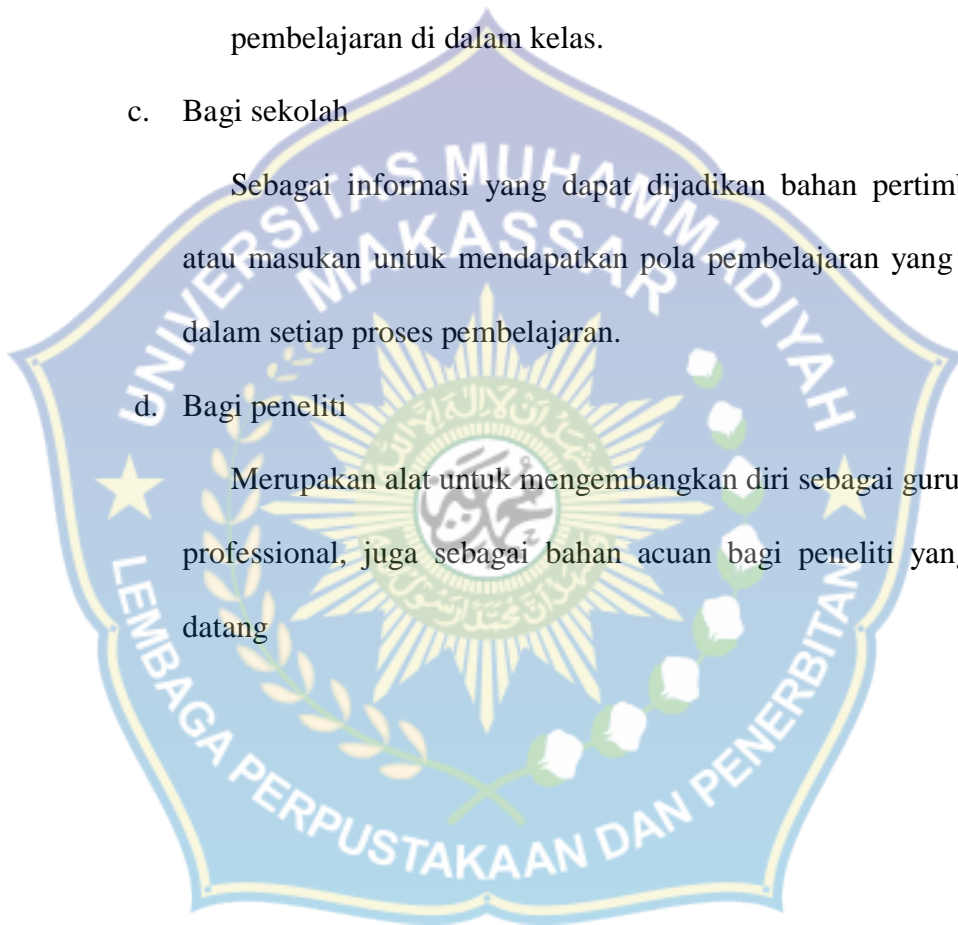 pembelajaran di dalam kelas.
c. Bagi sekolah
Sebagai informasi yang dapat dijadikan bahan
atau masukan untuk mendapatkan pola pembelajaran yang
dalam setiap proses pembelajaran.
d. Bagi peneliti
Merupakan alat untuk mengembangkan diri sebagai guru
professional, juga sebagai bahan acuan bagi peneliti yang
datang
UNIVERSITAS MUHAMMADIYAH
MAKASSAR
LEMBAGA PERPUSTAKAAN DAN PENERBITAN